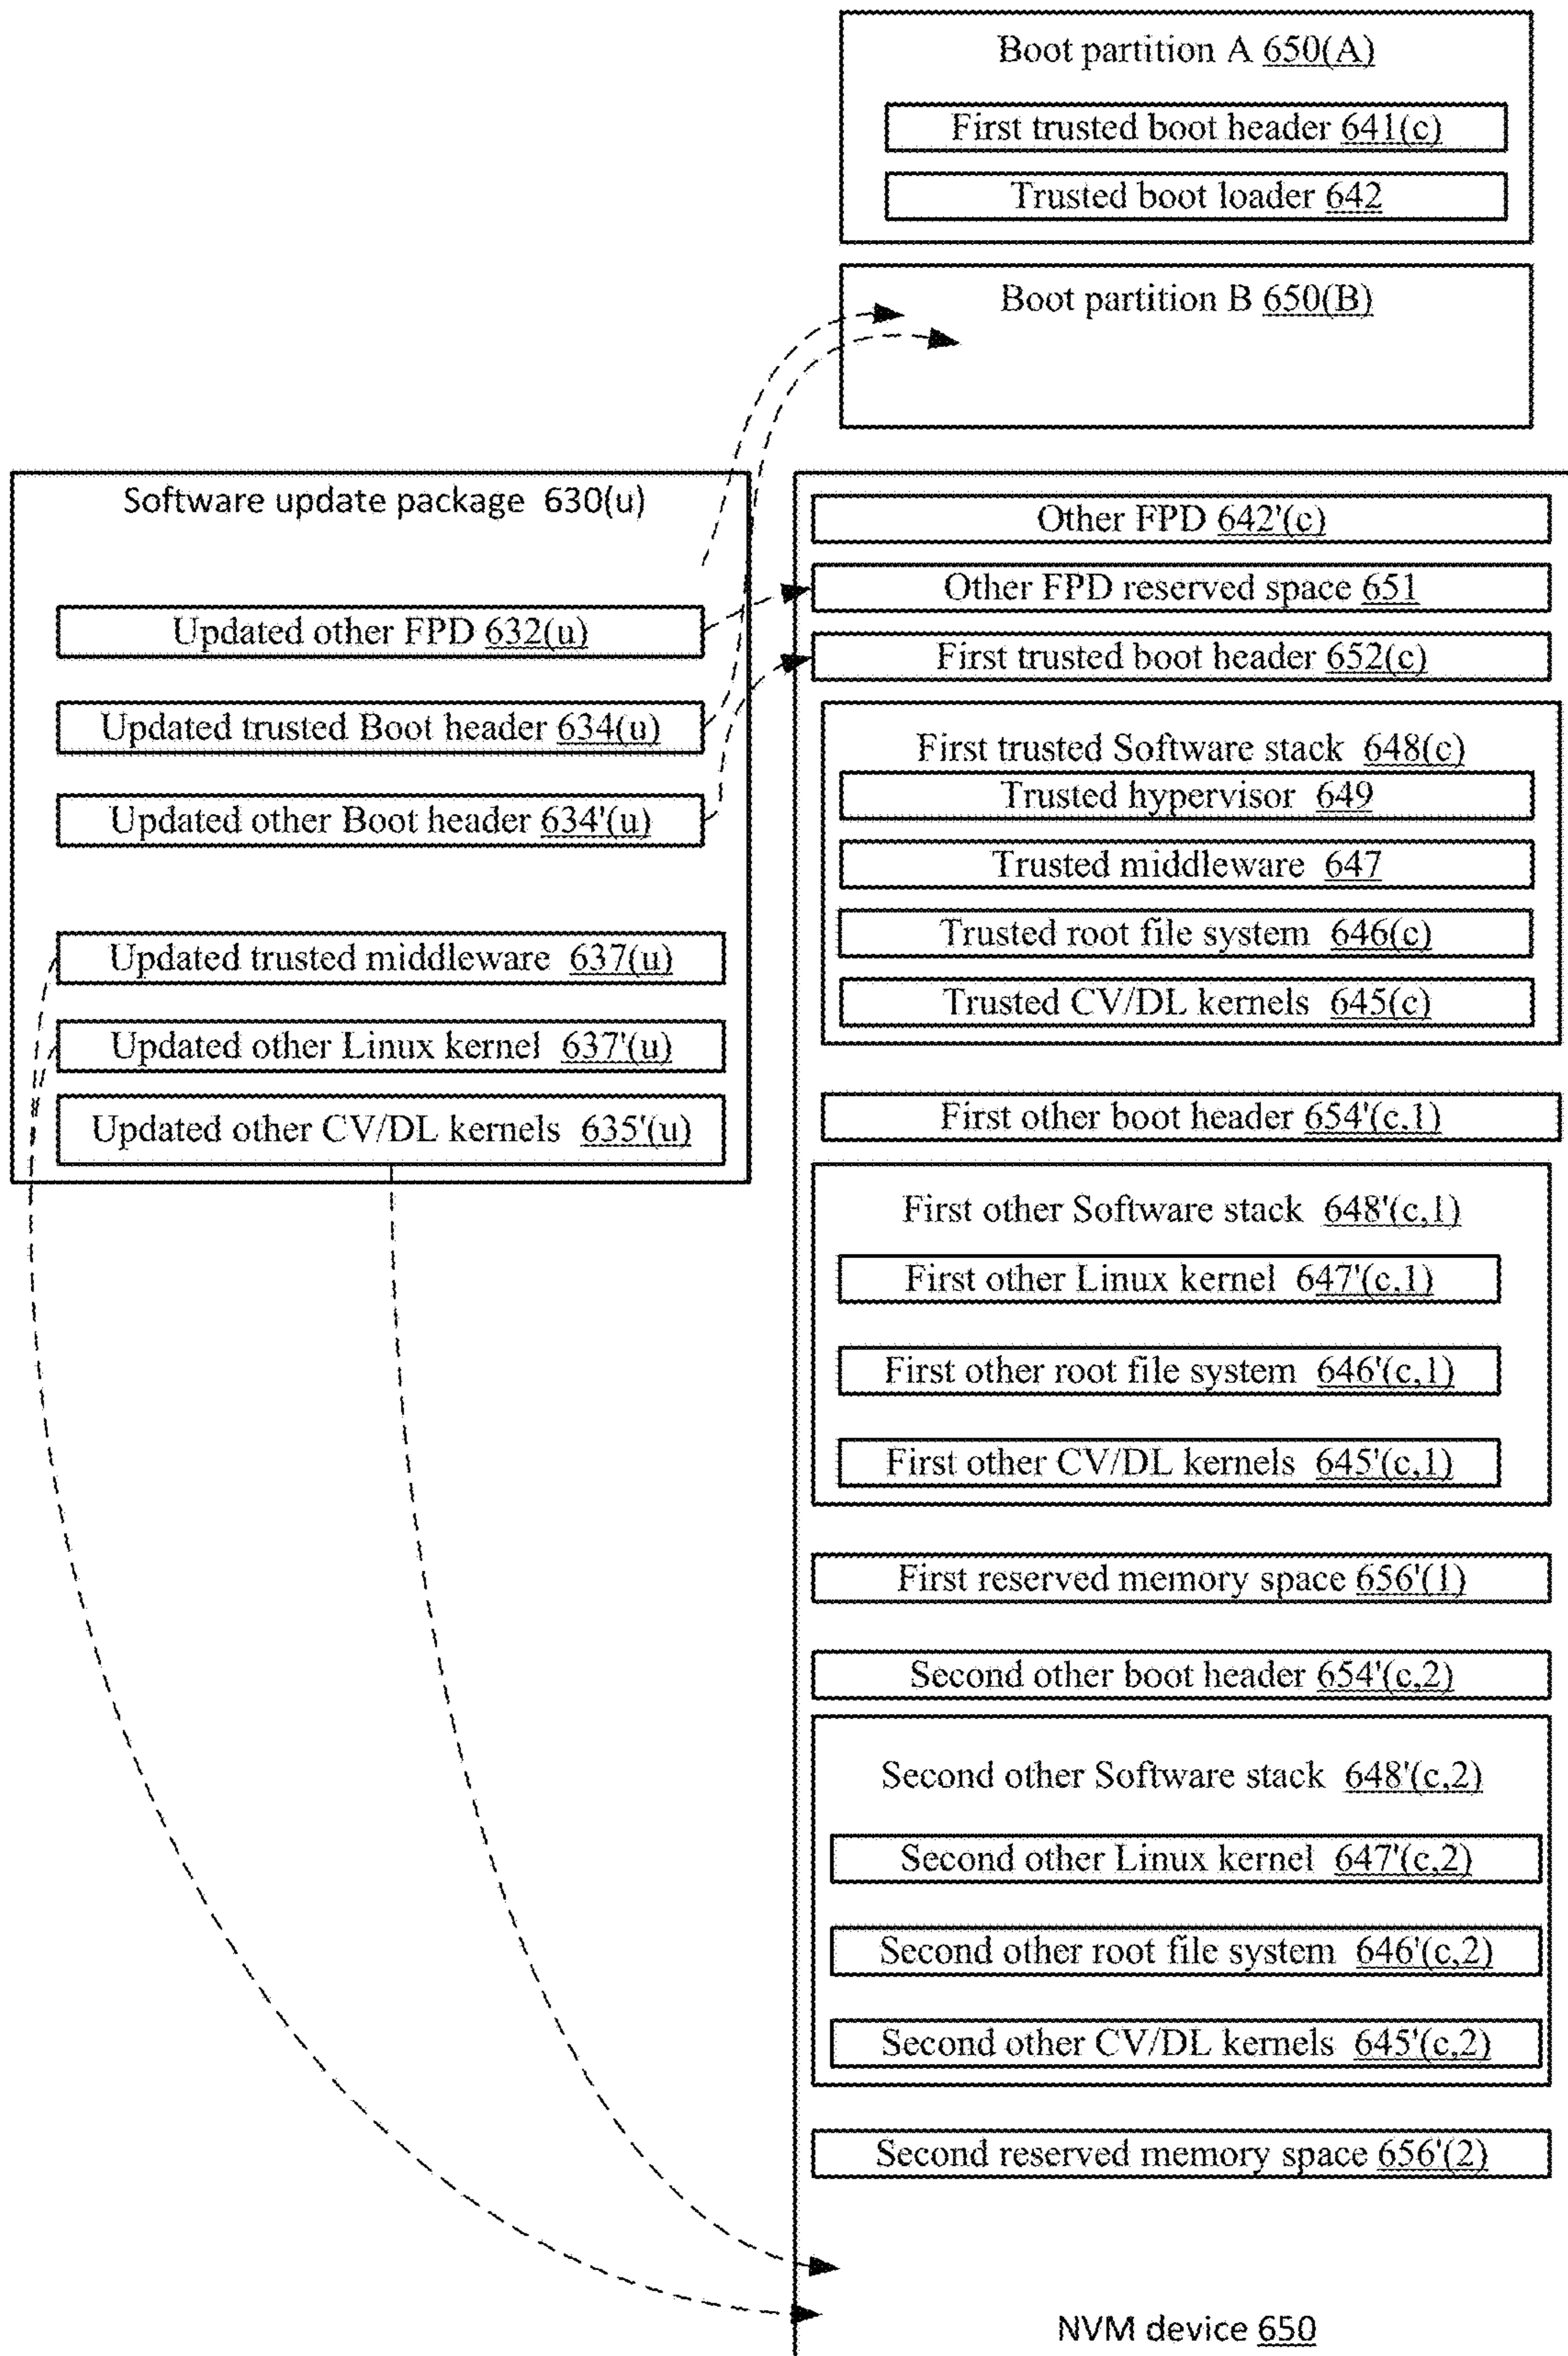 Boot partition A 650(A)
First trusted boot header 641(c)
Trusted boot loader 642
Boot partition B 650(B)
Software update package 630(u)
Updated other FPD 632(u)
Updated trusted Boot header 634(u)
Updated other Boot header 634'(u)
Updated trusted middleware 637(u)
Updated other Linux kernel 637'(u)
Updated other CV/DL kernels 635'(u)
Other FPD 642'(c)
Other FPD reserved space 651
First trusted boot header 652(c)
First trusted Software stack 648(c)
Trusted hypervisor 649
Trusted middleware 647
Trusted root file system 646(c)
Trusted CV/DL kernels 645(c)
First other boot header 654'(c,1)
First other Software stack 648'(c,1)
First other Linux kernel 647'(c,1)
First other root file system 646'(c,1)
First other CV/DL kernels 645'(c,1)
First reserved memory space 656'(1)
Second other boot header 654'(c,2)
Second other Software stack 648'(c,2)
Second other Linux kernel 647'(c,2)
Second other root file system 646'(c,2)
Second other CV/DL kernels 645'(c,2)
Second reserved memory space 656'(2)
NVM device 650